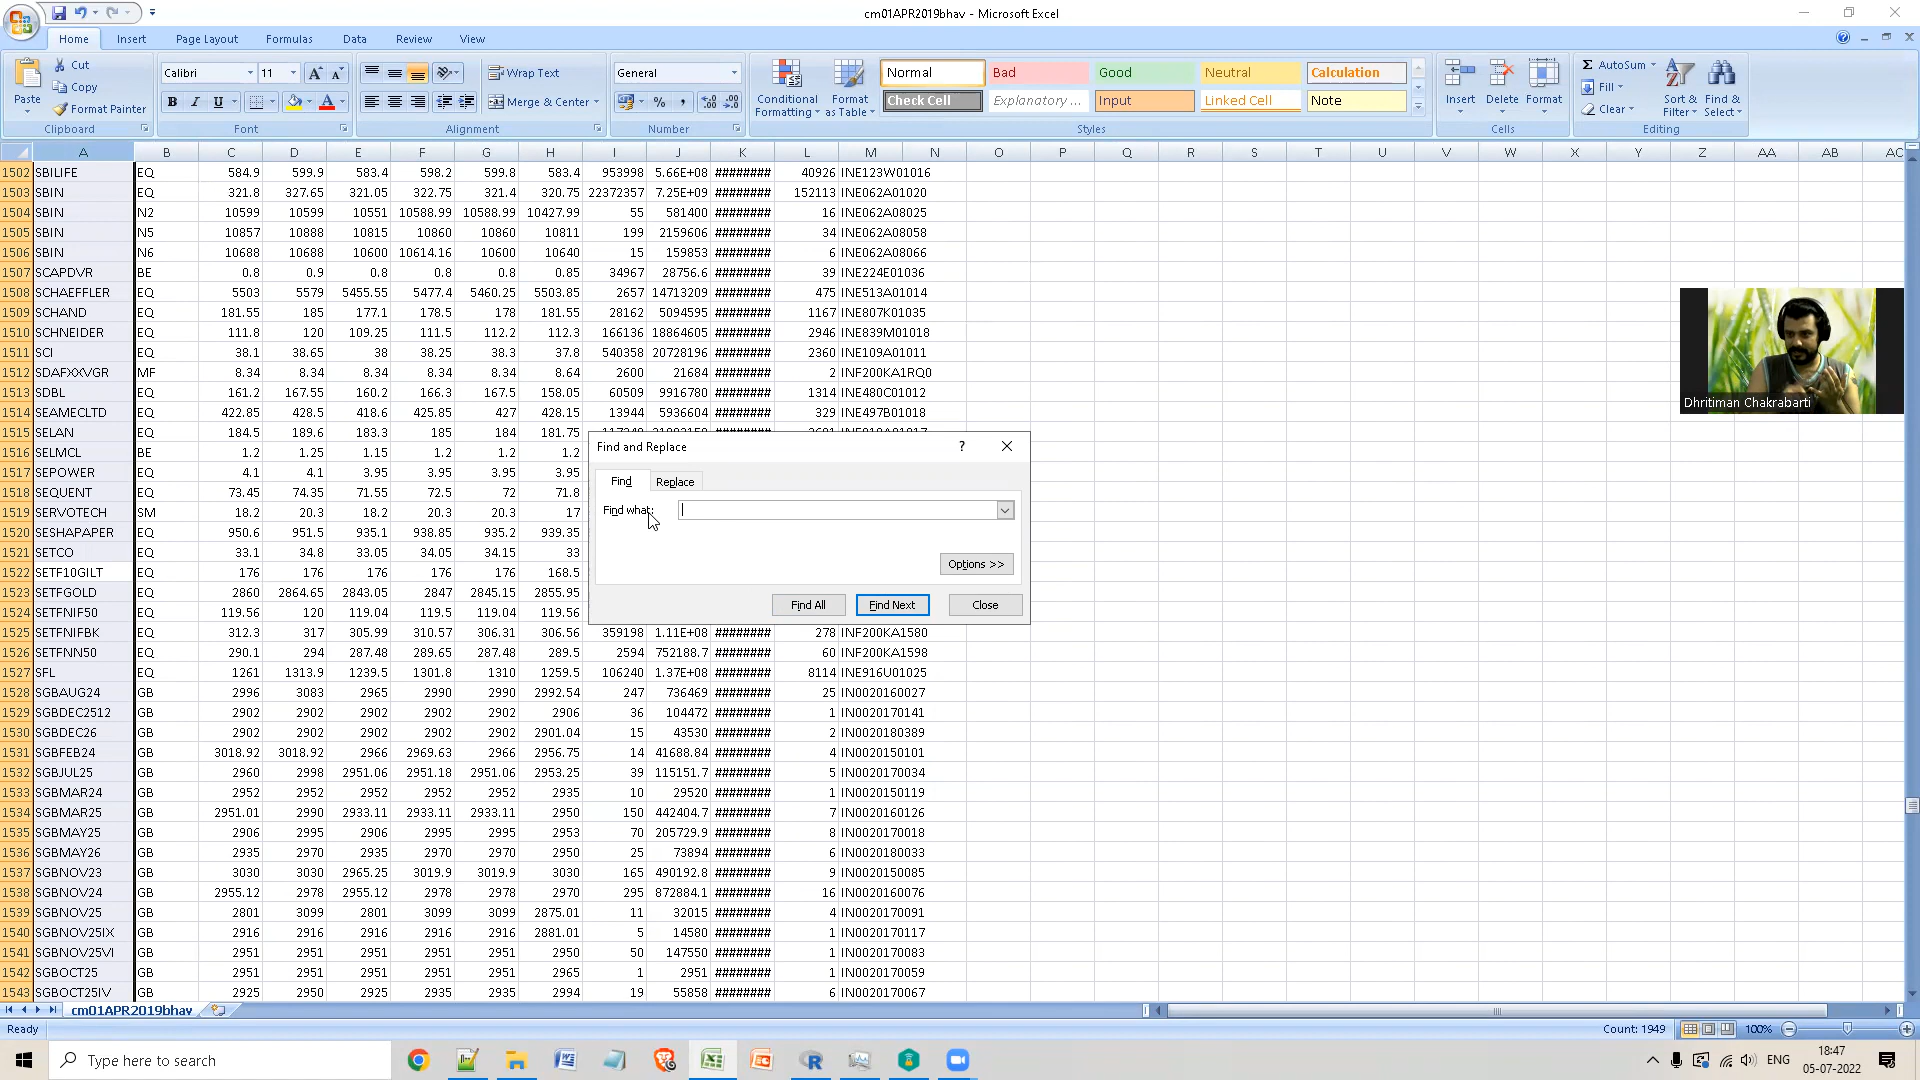 cm01APR2019bhav - Microsoft Excel
Home Insert Page Layout Formulas Data Review View
Paste Cut Copy Format Painter Clipboard
Calibri 11 B I U Font
Wrap Text Merge & Center Alignment
General % , Number
Conditional Formatting Format as Table
Normal Bad Good Neutral Calculation
Check Cell Explanatory ... Input Linked Cell Note
Styles
Insert Delete Format Cells
AutoSum Fill Clear Sort & Filter Find & Select Editing
A B C D E F G H I J K L M N O P Q R S T U V W X Y Z AA AB AC
1502 SBILIFE EQ 584.9 599.9 583.4 598.2 599.8 583.4 953998 5.66E+08 ######## 40926 INE123W01016
1503 SBIN EQ 321.8 327.65 321.05 322.75 321.4 320.75 22372357 7.25E+09 ######## 152113 INE062A01020
1504 SBIN N2 10599 10599 10551 10588.99 10588.99 10427.99 55 581400 ######## 16 INE062A08025
1505 SBIN N5 10857 10888 10815 10860 10860 10811 199 2159606 ######## 34 INE062A08058
1506 SBIN N6 10688 10688 10600 10614.16 10600 10640 15 159853 ######## 6 INE062A08066
1507 SCAPDVR BE 0.8 0.9 0.8 0.8 0.8 0.85 34967 28756.6 ######## 39 INE224E01036
1508 SCHAEFFLER EQ 5503 5579 5455.55 5477.4 5460.25 5503.85 2657 14713209 ######## 475 INE513A01014
1509 SCHAND EQ 181.55 185 177.1 178.5 178 181.55 28162 5094595 ######## 1167 INE807K01035
1510 SCHNEIDER EQ 111.8 120 109.25 111.5 112.2 112.3 166136 18864605 ######## 2946 INE839M01018
1511 SCI EQ 38.1 38.65 38 38.25 38.3 37.8 540358 20728196 ######## 2360 INE109A01011
1512 SDAFXXVGR MF 8.34 8.34 8.34 8.34 8.34 8.64 2600 21684 ######## 2 INF200KA1RQ0
1513 SDBL EQ 161.2 167.55 160.2 166.3 167.5 158.05 60509 9916780 ######## 1314 INE480C01012
1514 SEAMECLTD EQ 422.85 428.5 418.6 425.85 427 428.15 13944 5936604 ######## 329 INE497B01018
1515 SELAN EQ 184.5 189.6 183.3 185 184 181.75
1516 SELMCL BE 1.2 1.25 1.15 1.2 1.2 1.2
1517 SEPOWER EQ 4.1 4.1 3.95 3.95 3.95 3.95
1518 SEQUENT EQ 73.45 74.35 71.55 72.5 72 71.8
1519 SERVOTECH SM 18.2 20.3 18.2 20.3 20.3 17
1520 SESHAPAPER EQ 950.6 951.5 935.1 938.85 935.2 939.35
1521 SETCO EQ 33.1 34.8 33.05 34.05 34.15 33
1522 SETF10GILT EQ 176 176 176 176 176 168.5
1523 SETFGOLD EQ 2860 2864.65 2843.05 2847 2845.15 2855.95
1524 SETFNIF50 EQ 119.56 120 119.04 119.5 119.04 119.56
1525 SETFNIFBK EQ 312.3 317 305.99 310.57 306.31 306.56 359198 1.11E+08 ######## 278 INF200KA1580
1526 SETFNN50 EQ 290.1 294 287.48 289.65 287.48 289.5 2594 752188.7 ######## 60 INF200KA1598
1527 SFL EQ 1261 1313.9 1239.5 1301.8 1310 1259.5 106240 1.37E+08 ######## 8114 INE916U01025
1528 SGBAUG24 GB 2996 3083 2965 2990 2990 2992.54 247 736469 ######## 25 IN0020160027
1529 SGBDEC2512 GB 2902 2902 2902 2902 2902 2906 36 104472 ######## 1 IN0020170141
1530 SGBDEC26 GB 2902 2902 2902 2902 2902 2901.04 15 43530 ######## 2 IN0020180389
1531 SGBFEB24 GB 3018.92 3018.92 2966 2969.63 2966 2956.75 14 41688.84 ######## 4 IN0020150101
1532 SGBJUL25 GB 2960 2998 2951.06 2951.18 2951.06 2953.25 39 115151.7 ######## 5 IN0020170034
1533 SGBMAR24 GB 2952 2952 2952 2952 2952 2935 10 29520 ######## 1 IN0020150119
1534 SGBMAR25 GB 2951.01 2990 2933.11 2933.11 2933.11 2950 150 442404.7 ######## 7 IN0020160126
1535 SGBMAY25 GB 2906 2995 2906 2995 2995 2953 70 205729.9 ######## 8 IN0020170018
1536 SGBMAY26 GB 2935 2970 2935 2970 2970 2950 25 73894 ######## 6 IN0020180033
1537 SGBNOV23 GB 3030 3030 2965.25 3019.9 3019.9 3030 165 490192.8 ######## 9 IN0020150085
1538 SGBNOV24 GB 2955.12 2978 2955.12 2978 2978 2970 295 872884.1 ######## 16 IN0020160076
1539 SGBNOV25 GB 2801 3099 2801 3099 3099 2875.01 11 32015 ######## 4 IN0020170091
1540 SGBNOV25IX GB 2916 2916 2916 2916 2916 2881.01 5 14580 ######## 1 IN0020170117
1541 SGBNOV25VI GB 2951 2951 2951 2951 2951 2950 50 147550 ######## 1 IN0020170083
1542 SGBOCT25 GB 2951 2951 2951 2951 2951 2965 1 2951 ######## 1 IN0020170059
1543 SGBOCT25IV GB 2925 2950 2925 2935 2935 2994 19 55858 ######## 6 IN0020170067
Find and Replace ?
Find Replace
Find what:
Options >>
Find All Find Next Close
Dhritiman Chakrabarti
cm01APR2019bhav
Ready Count: 1949 100%
Type here to search
ENG 18:47
05-07-2022